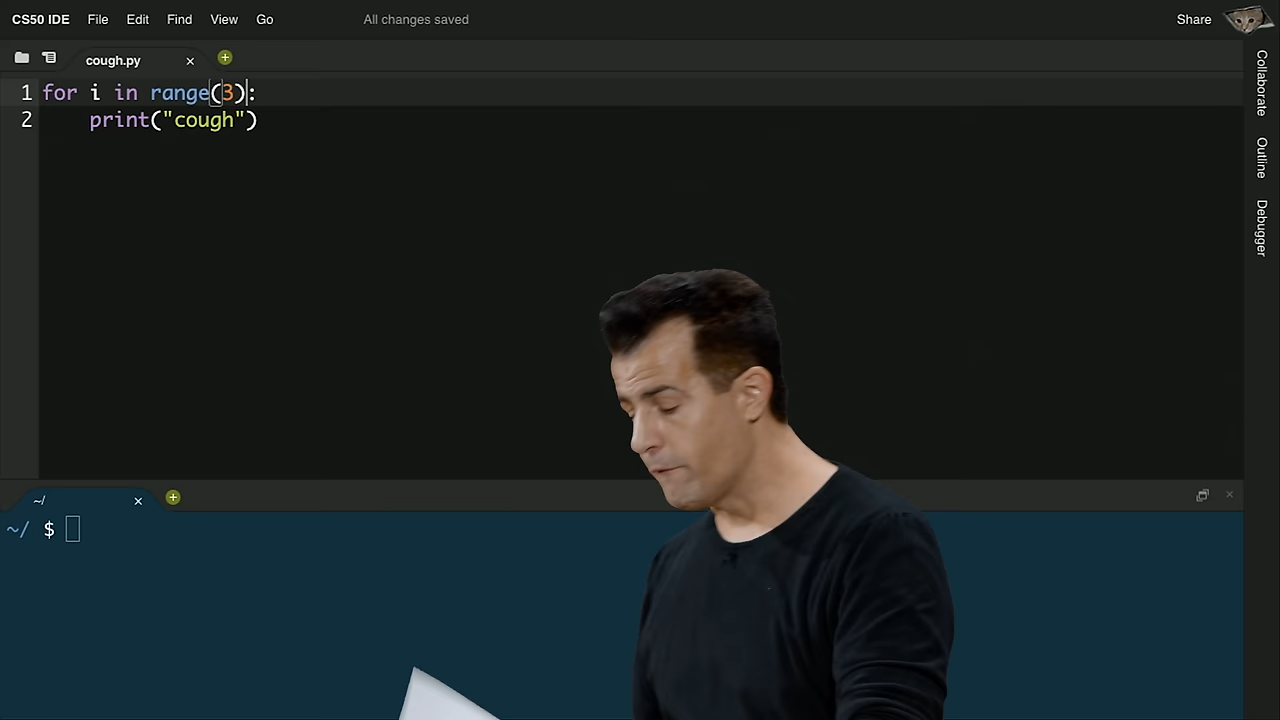 CS50 IDE File Edit Find View Go All changes saved Share
cough.py
1 for i in range(3):
2     print("cough")
Collaborate
Outline
Debugger
~/
~/ $